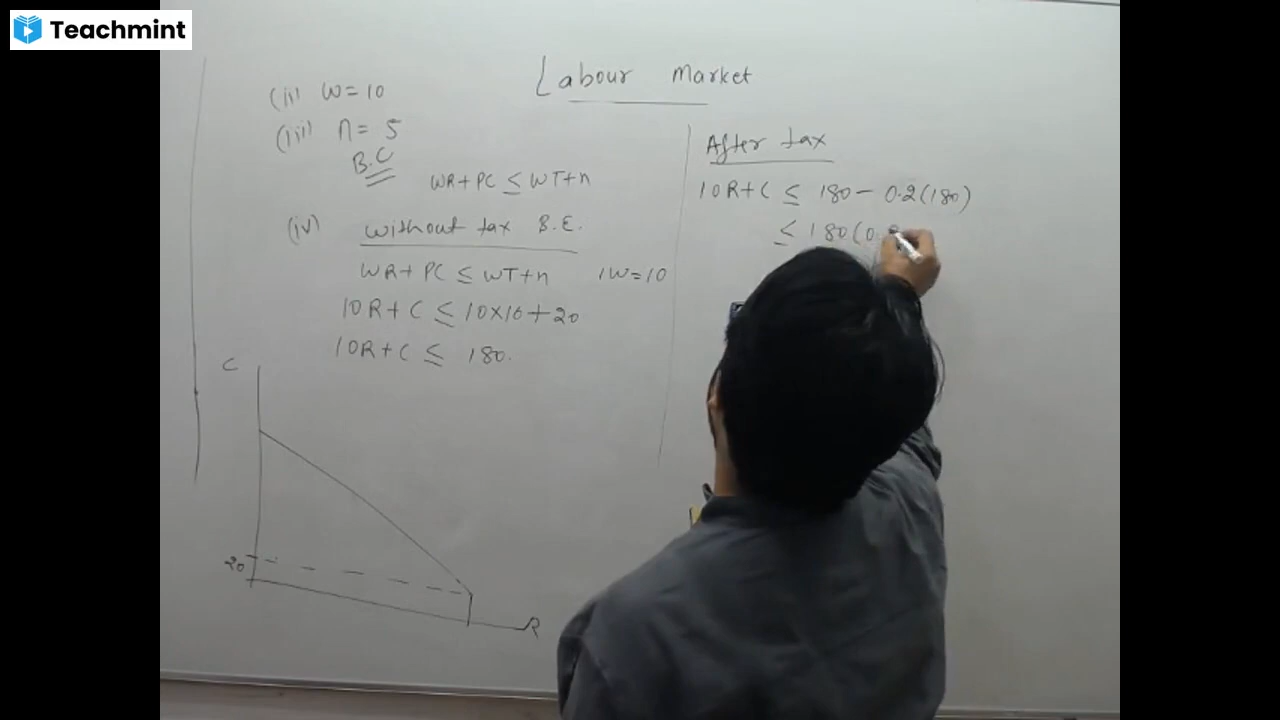 Teachmint
Labour Market
(ii) W=10
(iii) n= 5
B.C
WR+PC ≤ WT+n
(iv) without tax B.E.
WR+PC ≤ WT+n , W=10
10R+C ≤ 10×16+20
10R+C ≤ 180.
C
20
R
After tax
10R+C ≤ 180 - 0.2(180)
≤ 180(0.8